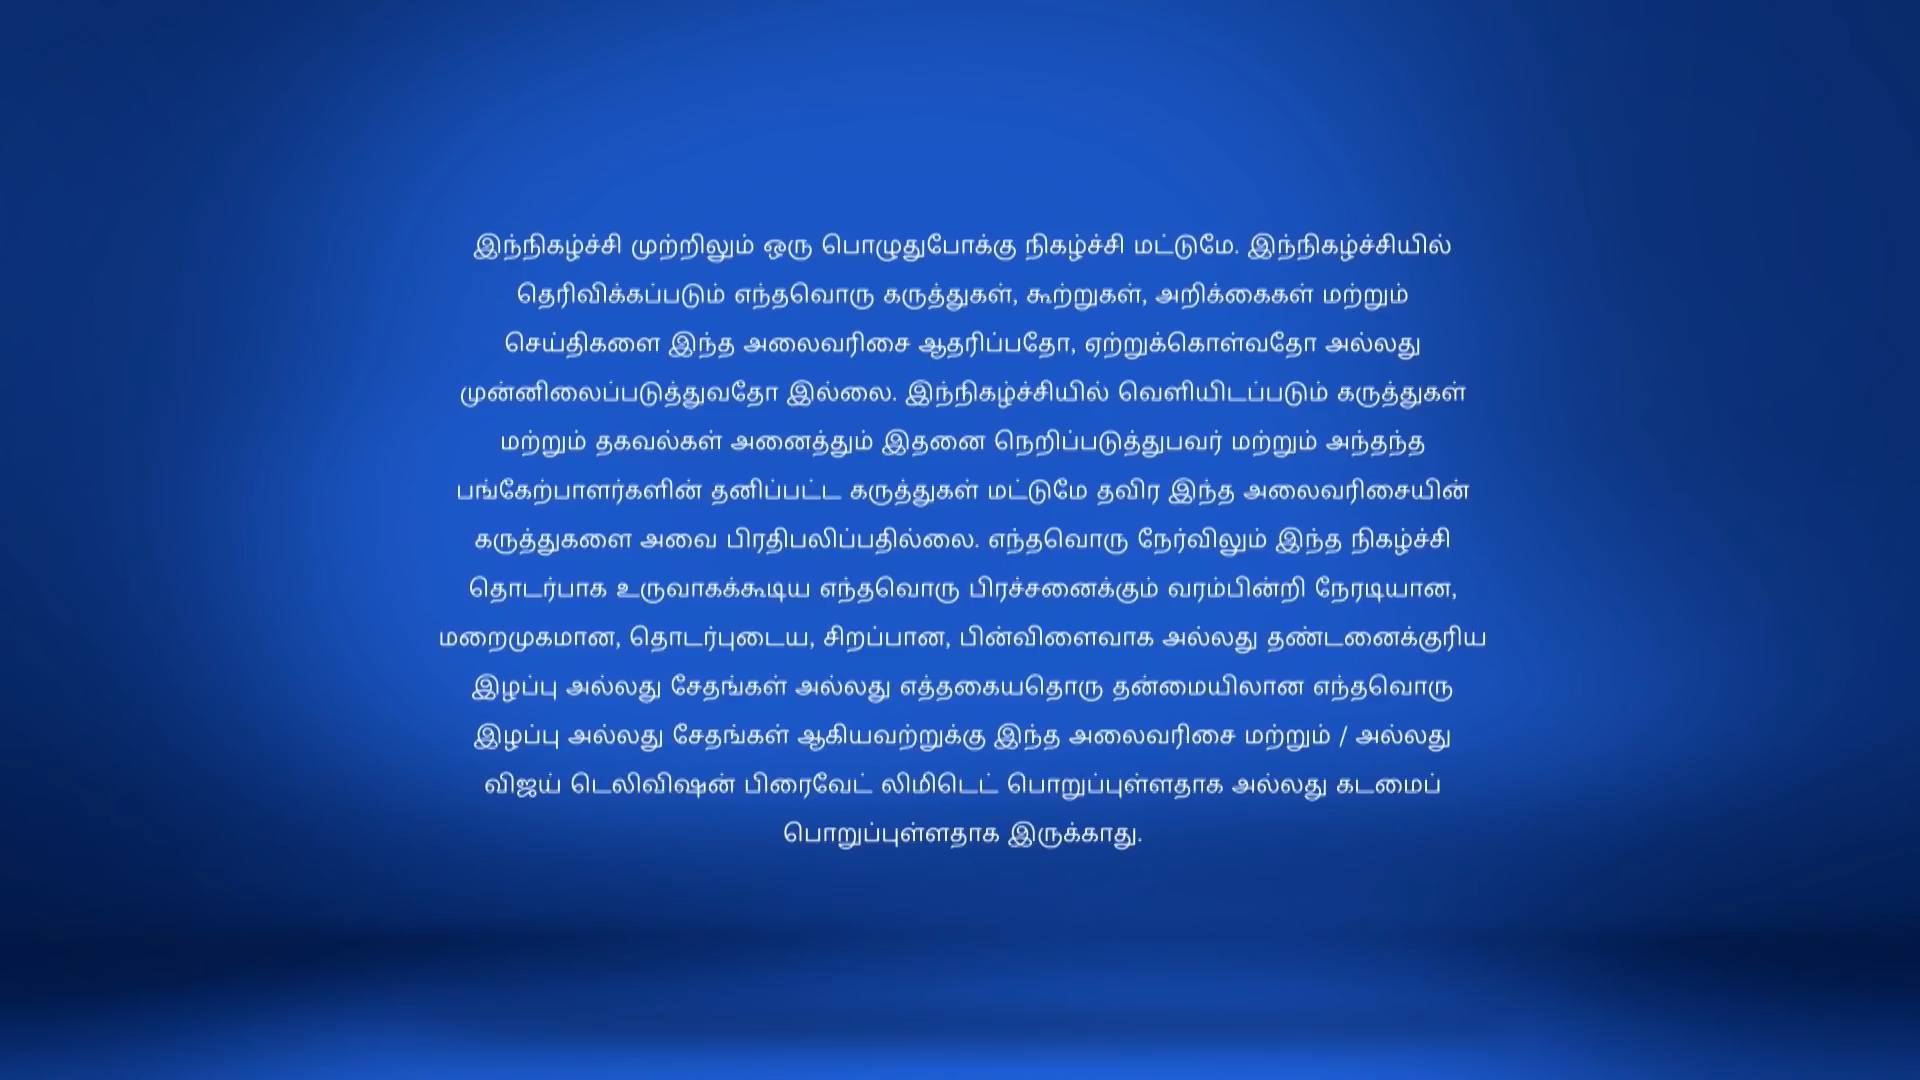 இந்நிகழ்ச்சி முற்றிலும் ஒரு பொழுதுபோக்கு நிகழ்ச்சி மட்டுமே. இந்நிகழ்ச்சியில்
தெரிவிக்கப்படும் எந்தவொரு கருத்துகள், கூற்றுகள், அறிக்கைகள் மற்றும்
செய்திகளை இந்த அலைவரிசை ஆதரிப்பதோ, ஏற்றுக்கொள்வதோ அல்லது
முன்னிலைப்படுத்துவதோ இல்லை. இந்நிகழ்ச்சியில் வெளியிடப்படும் கருத்துகள்
மற்றும் தகவல்கள் அனைத்தும் இதனை நெறிப்படுத்துபவர் மற்றும் அந்தந்த
பங்கேற்பாளர்களின் தனிப்பட்ட கருத்துகள் மட்டுமே தவிர இந்த அலைவரிசையின்
கருத்துகளை அவை பிரதிபலிப்பதில்லை. எந்தவொரு நேர்விலும் இந்த நிகழ்ச்சி
தொடர்பாக உருவாகக்கூடிய எந்தவொரு பிரச்சனைக்கும் வரம்பின்றி நேரடியான,
மறைமுகமான, தொடர்புடைய, சிறப்பான, பின்விளைவாக அல்லது தண்டனைக்குரிய
இழப்பு அல்லது சேதங்கள் அல்லது எத்தகையதொரு தன்மையிலான எந்தவொரு
இழப்பு அல்லது சேதங்கள் ஆகியவற்றுக்கு இந்த அலைவரிசை மற்றும் / அல்லது
விஜய் டெலிவிஷன் பிரைவேட் லிமிடெட் பொறுப்புள்ளதாக அல்லது கடமைப்
பொறுப்புள்ளதாக இருக்காது.